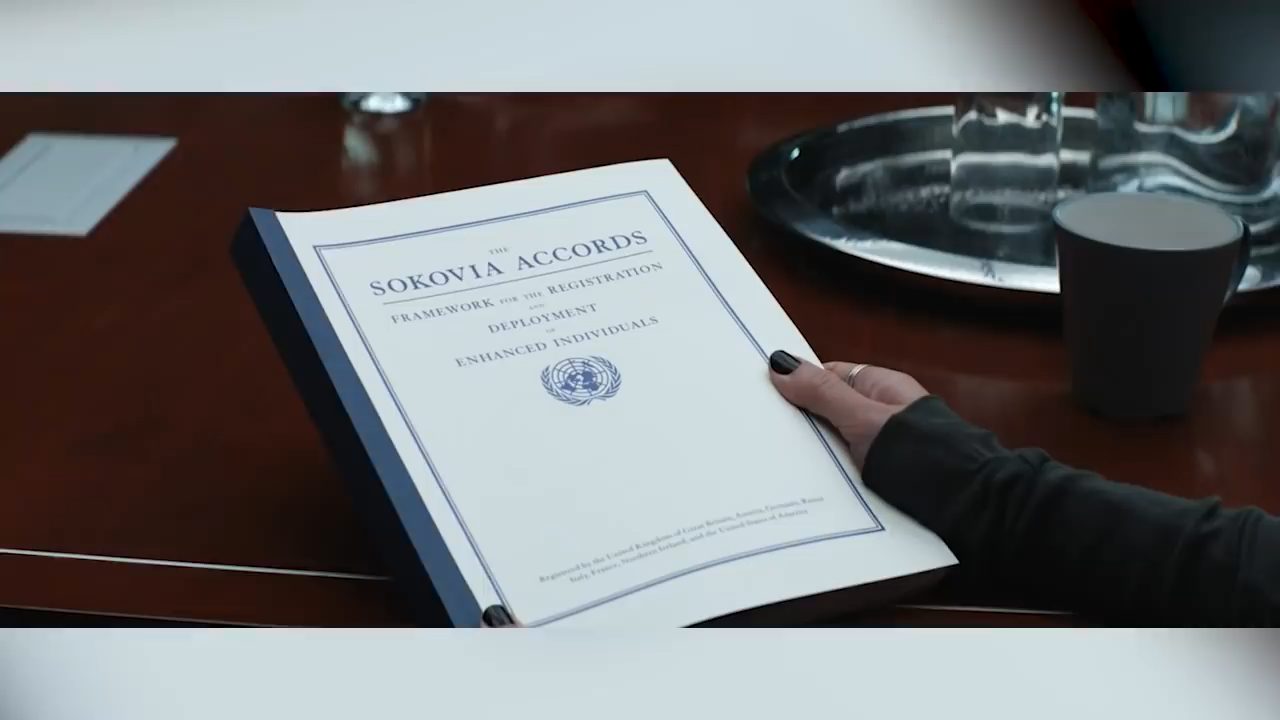 THE
SOKOVIA ACCORDS
FRAMEWORK FOR THE REGISTRATION
AND
DEPLOYMENT
OF
ENHANCED INDIVIDUALS
Registered by the United Kingdom of Great Britain, Austria, Germany, Russia
Italy, France, Northern Ireland, and the United States of America